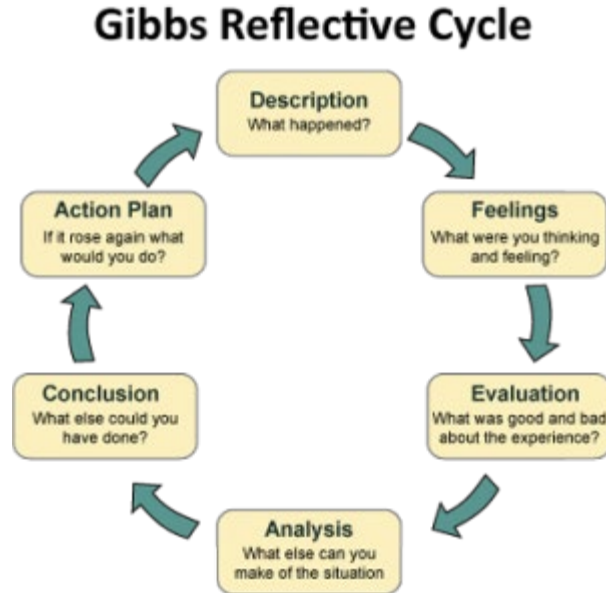 Gibbs Reflective Cycle
Description
What happened?
Feelings
What were you thinking
and feeling?
Evaluation
What was good and bad
about the experience?
Analysis
What else can you
make of the situation
Conclusion
What else could you
have done?
Action Plan
If it rose again what
would you do?